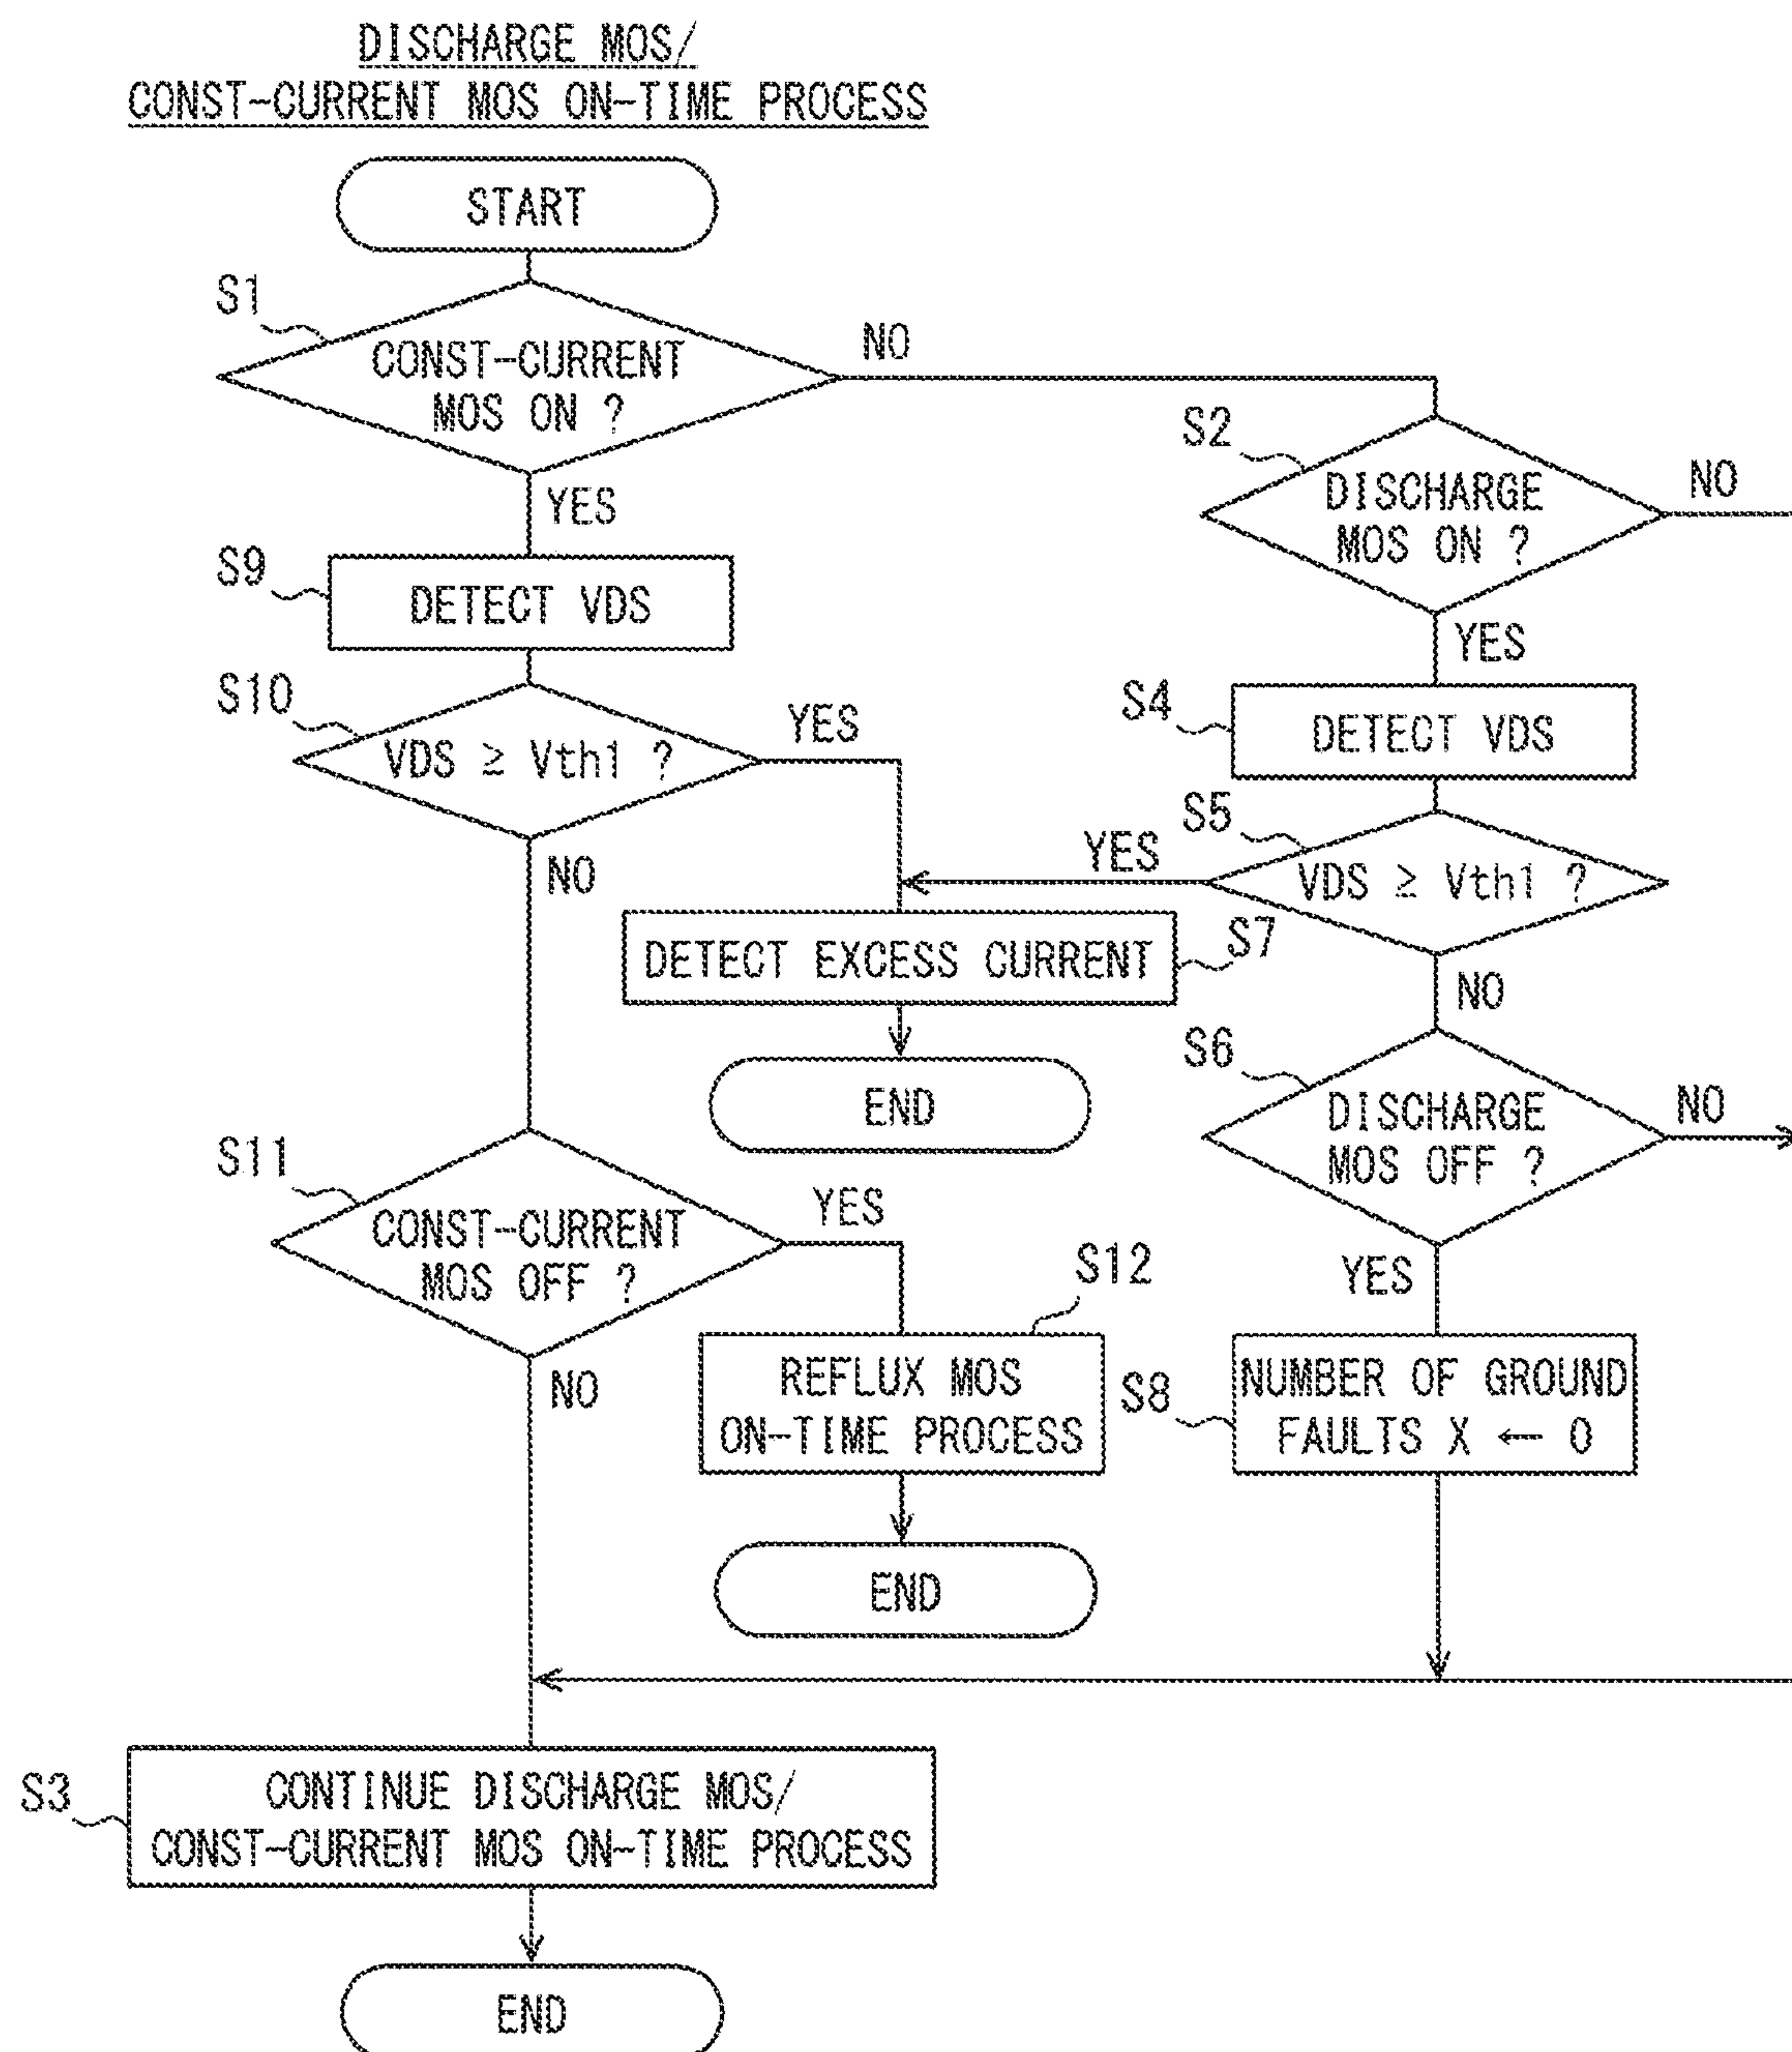 DISCHARGE MOS/
CONST-CURRENT MOS ON-TIME PROCESS
START
S1
CONST-CURRENT
MOS ON ?
NO
YES
S2
DISCHARGE
MOS ON ?
NO
YES
S9
DETECT VDS
S10
VDS ≥ Vth1 ?
YES
NO
S4
DETECT VDS
S5
VDS ≥ Vth1 ?
YES
NO
S7
DETECT EXCESS CURRENT
END
S6
DISCHARGE
MOS OFF ?
NO
YES
S11
CONST-CURRENT
MOS OFF ?
YES
NO
S12
REFLUX MOS
ON-TIME PROCESS
END
S8
NUMBER OF GROUND
FAULTS X ← 0
S3
CONTINUE DISCHARGE MOS/
CONST-CURRENT MOS ON-TIME PROCESS
END